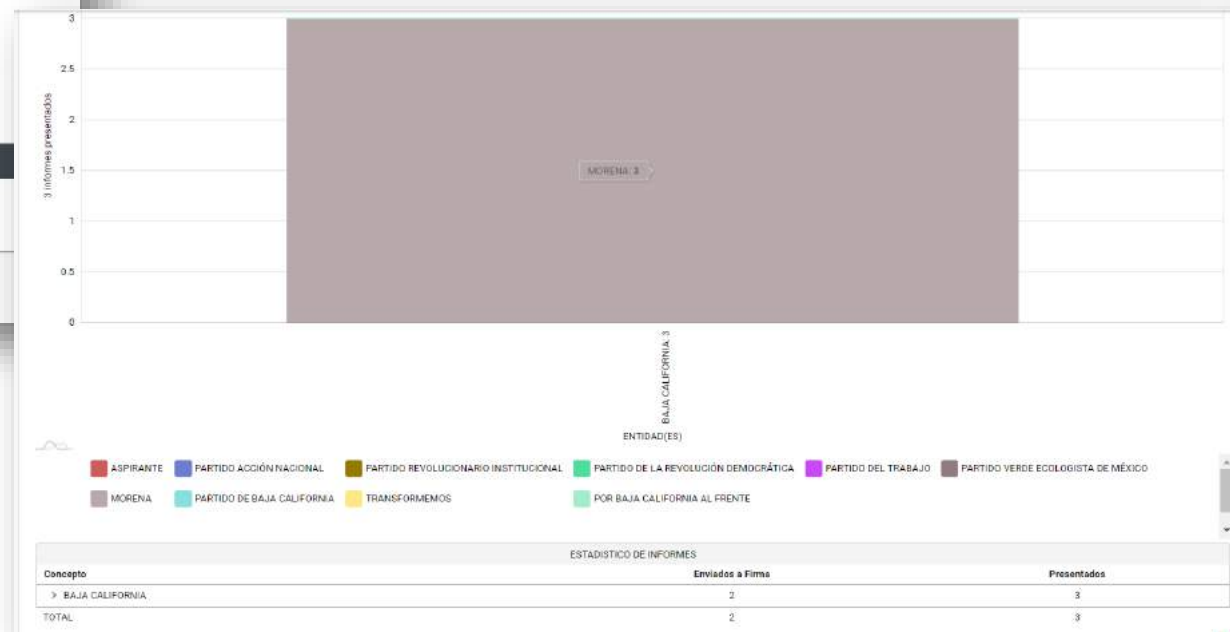 3
2.5
2
1.5
1
0.5
0
3 informes presentados
MORENA: 3
BAJA CALIFORNIA: 3
ENTIDAD(ES)
ASPIRANTE PARTIDO ACCIÓN NACIONAL PARTIDO REVOLUCIONARIO INSTITUCIONAL PARTIDO DE LA REVOLUCIÓN DEMOCRÁTICA PARTIDO DEL TRABAJO PARTIDO VERDE ECOLOGISTA DE MÉXICO
MORENA PARTIDO DE BAJA CALIFORNIA TRANSFORMEMOS POR BAJA CALIFORNIA AL FRENTE
ESTADISTICO DE INFORMES
Concepto Enviados a Firma Presentados
> BAJA CALIFORNIA 2 3
TOTAL 2 3